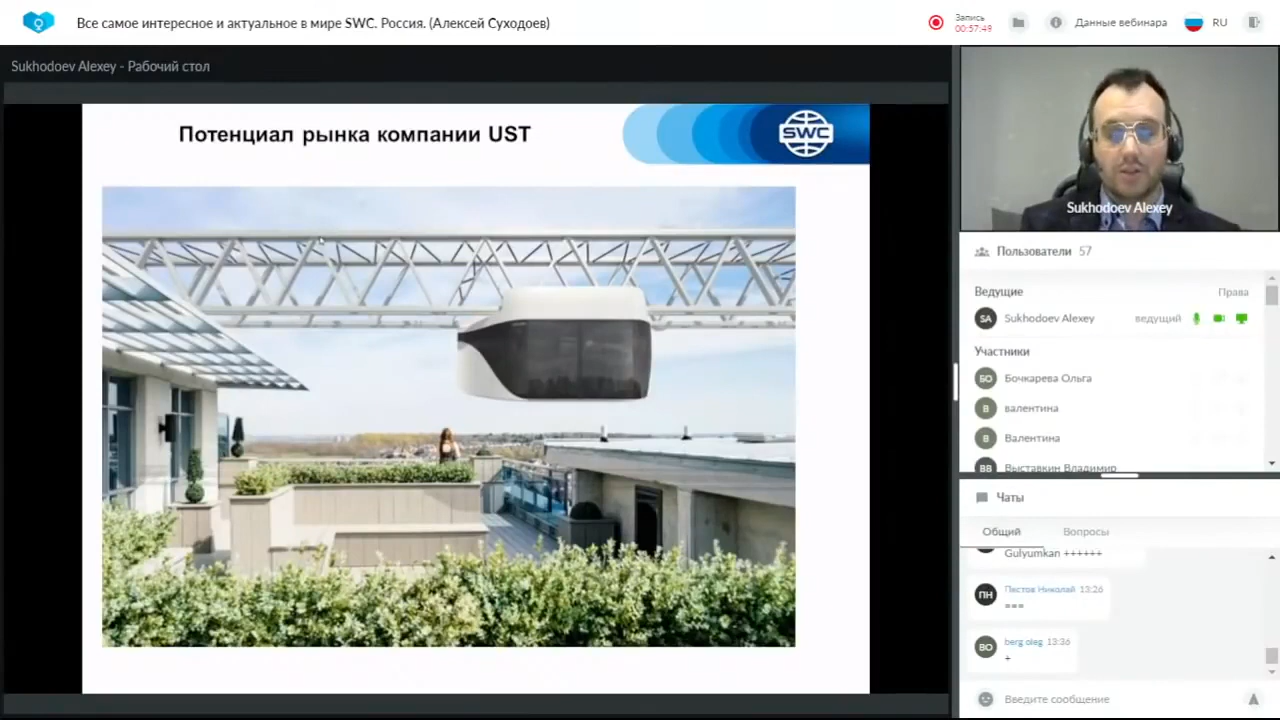 Все самое интересное и актуальное в мире SWC. Россия. (Алексей Суходоев)
Запись
00:57:49
Данные вебинара
RU
Sukhodoev Alexey - Рабочий стол
Потенциал рынка компании UST
SWC
Sukhodoev Alexey
Пользователи 57
Ведущие
Права
SA
Sukhodoev Alexey
ведущий
Участники
БО
Бочкарева Ольга
В
валентина
В
Валентина
ВВ
Выставкин Владимир
Чаты
Общий
Вопросы
Gulyumkan ++++++
ПН
Пестов Николай 13:26
===
BO
berg oleg 13:36
+
Введите сообщение